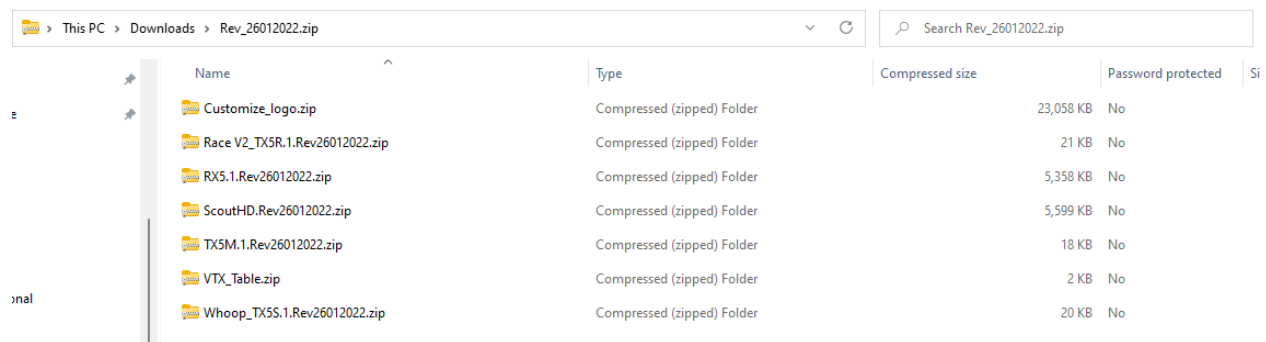 This PC > Downloads > Rev_26012022.zip
Search Rev_26012022.zip
Name Type Compressed size Password protected Si
Customize_logo.zip Compressed (zipped) Folder 23,058 KB No
e
Race V2_TX5R.1.Rev26012022.zip Compressed (zipped) Folder 21 KB No
RX5.1.Rev26012022.zip Compressed (zipped) Folder 5,358 KB No
ScoutHD.Rev26012022.zip Compressed (zipped) Folder 5,599 KB No
TX5M.1.Rev26012022.zip Compressed (zipped) Folder 18 KB No
VTX_Table.zip Compressed (zipped) Folder 2 KB No
onal
Whoop_TX5S.1.Rev26012022.zip Compressed (zipped) Folder 20 KB No